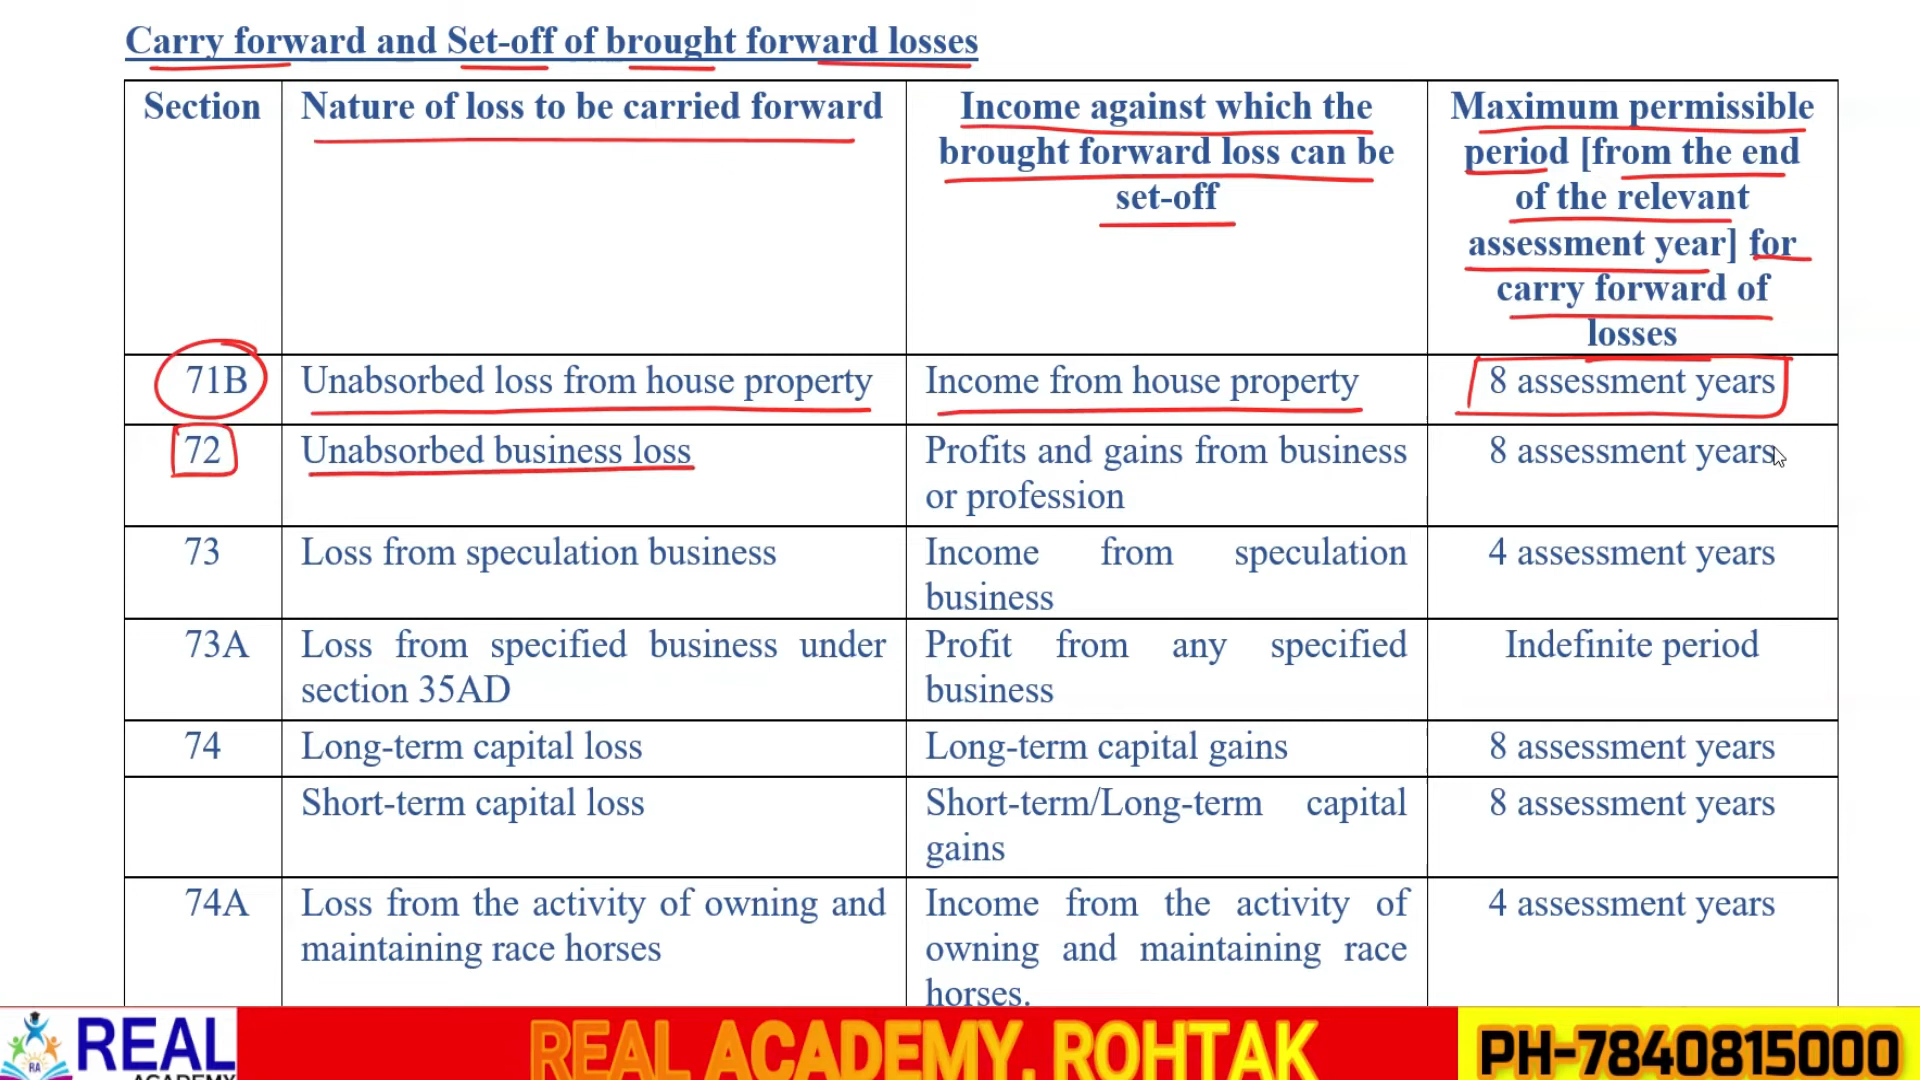 Carry forward and Set-off of brought forward losses
Section
Nature of loss to be carried forward
Income against which the
brought forward loss can be
set-off
Maximum permissible
period [from the end
of the relevant
assessment year] for
carry forward of
losses
71B
Unabsorbed loss from house property
Income from house property
8 assessment years
72
Unabsorbed business loss
Profits and gains from business
or profession
8 assessment years
73
Loss from speculation business
Income from speculation
business
4 assessment years
73A
Loss from specified business under
section 35AD
Profit from any specified
business
Indefinite period
74
Long-term capital loss
Long-term capital gains
8 assessment years
Short-term capital loss
Short-term/Long-term capital
gains
8 assessment years
74A
Loss from the activity of owning and
maintaining race horses
Income from the activity of
owning and maintaining race
horses.
4 assessment years
RA
REAL
ACADEMY
REAL ACADEMY, ROHTAK
PH-7840815000